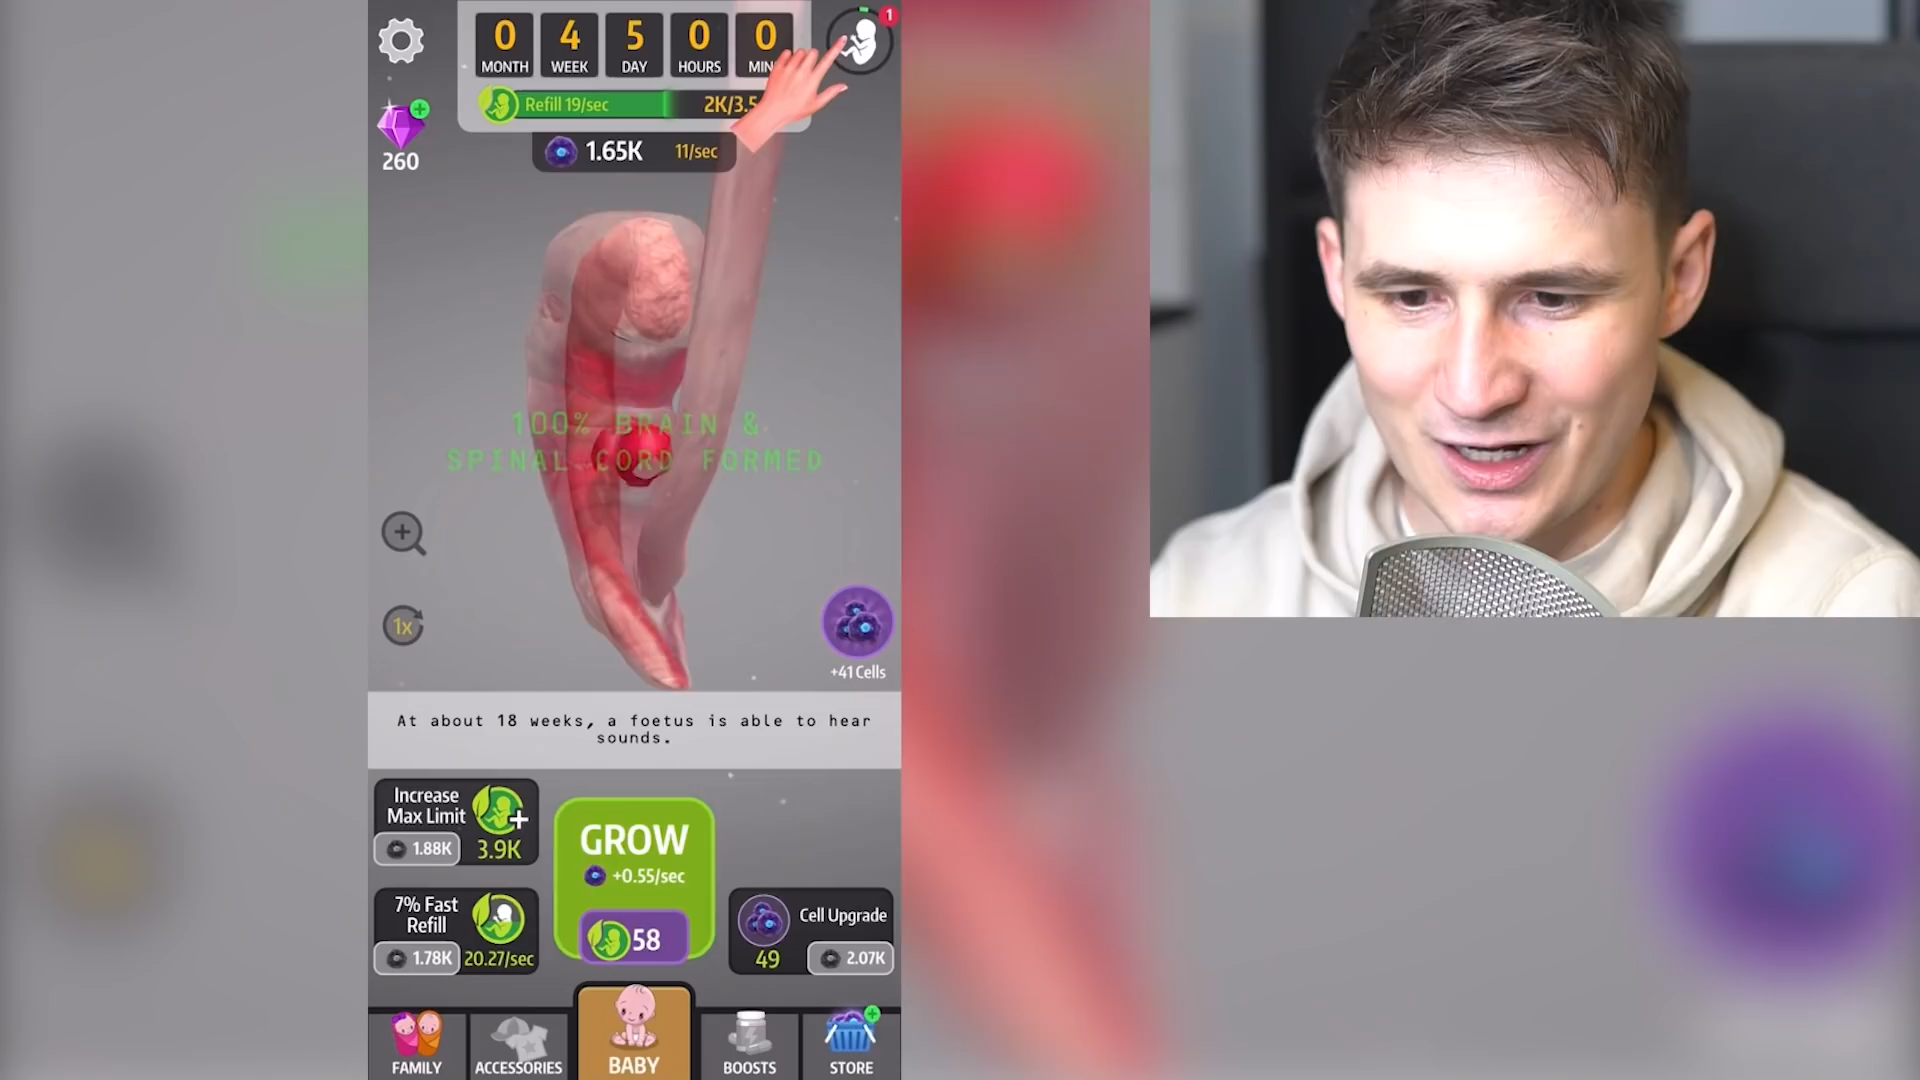 0 4 5 0 0
MONTH WEEK DAY HOURS MIN
1
Refill 19/sec 2K/3.5
260
1.65K 11/sec
100% BRAIN &
SPINAL CORD FORMED
1x
+41 Cells
At about 18 weeks, a foetus is able to hear
sounds.
Increase
Max Limit
1.88K 3.9K
7% Fast
Refill
1.78K 20.27/sec
GROW
+0.55/sec
58
Cell Upgrade
49 2.07K
FAMILY ACCESSORIES BABY BOOSTS STORE